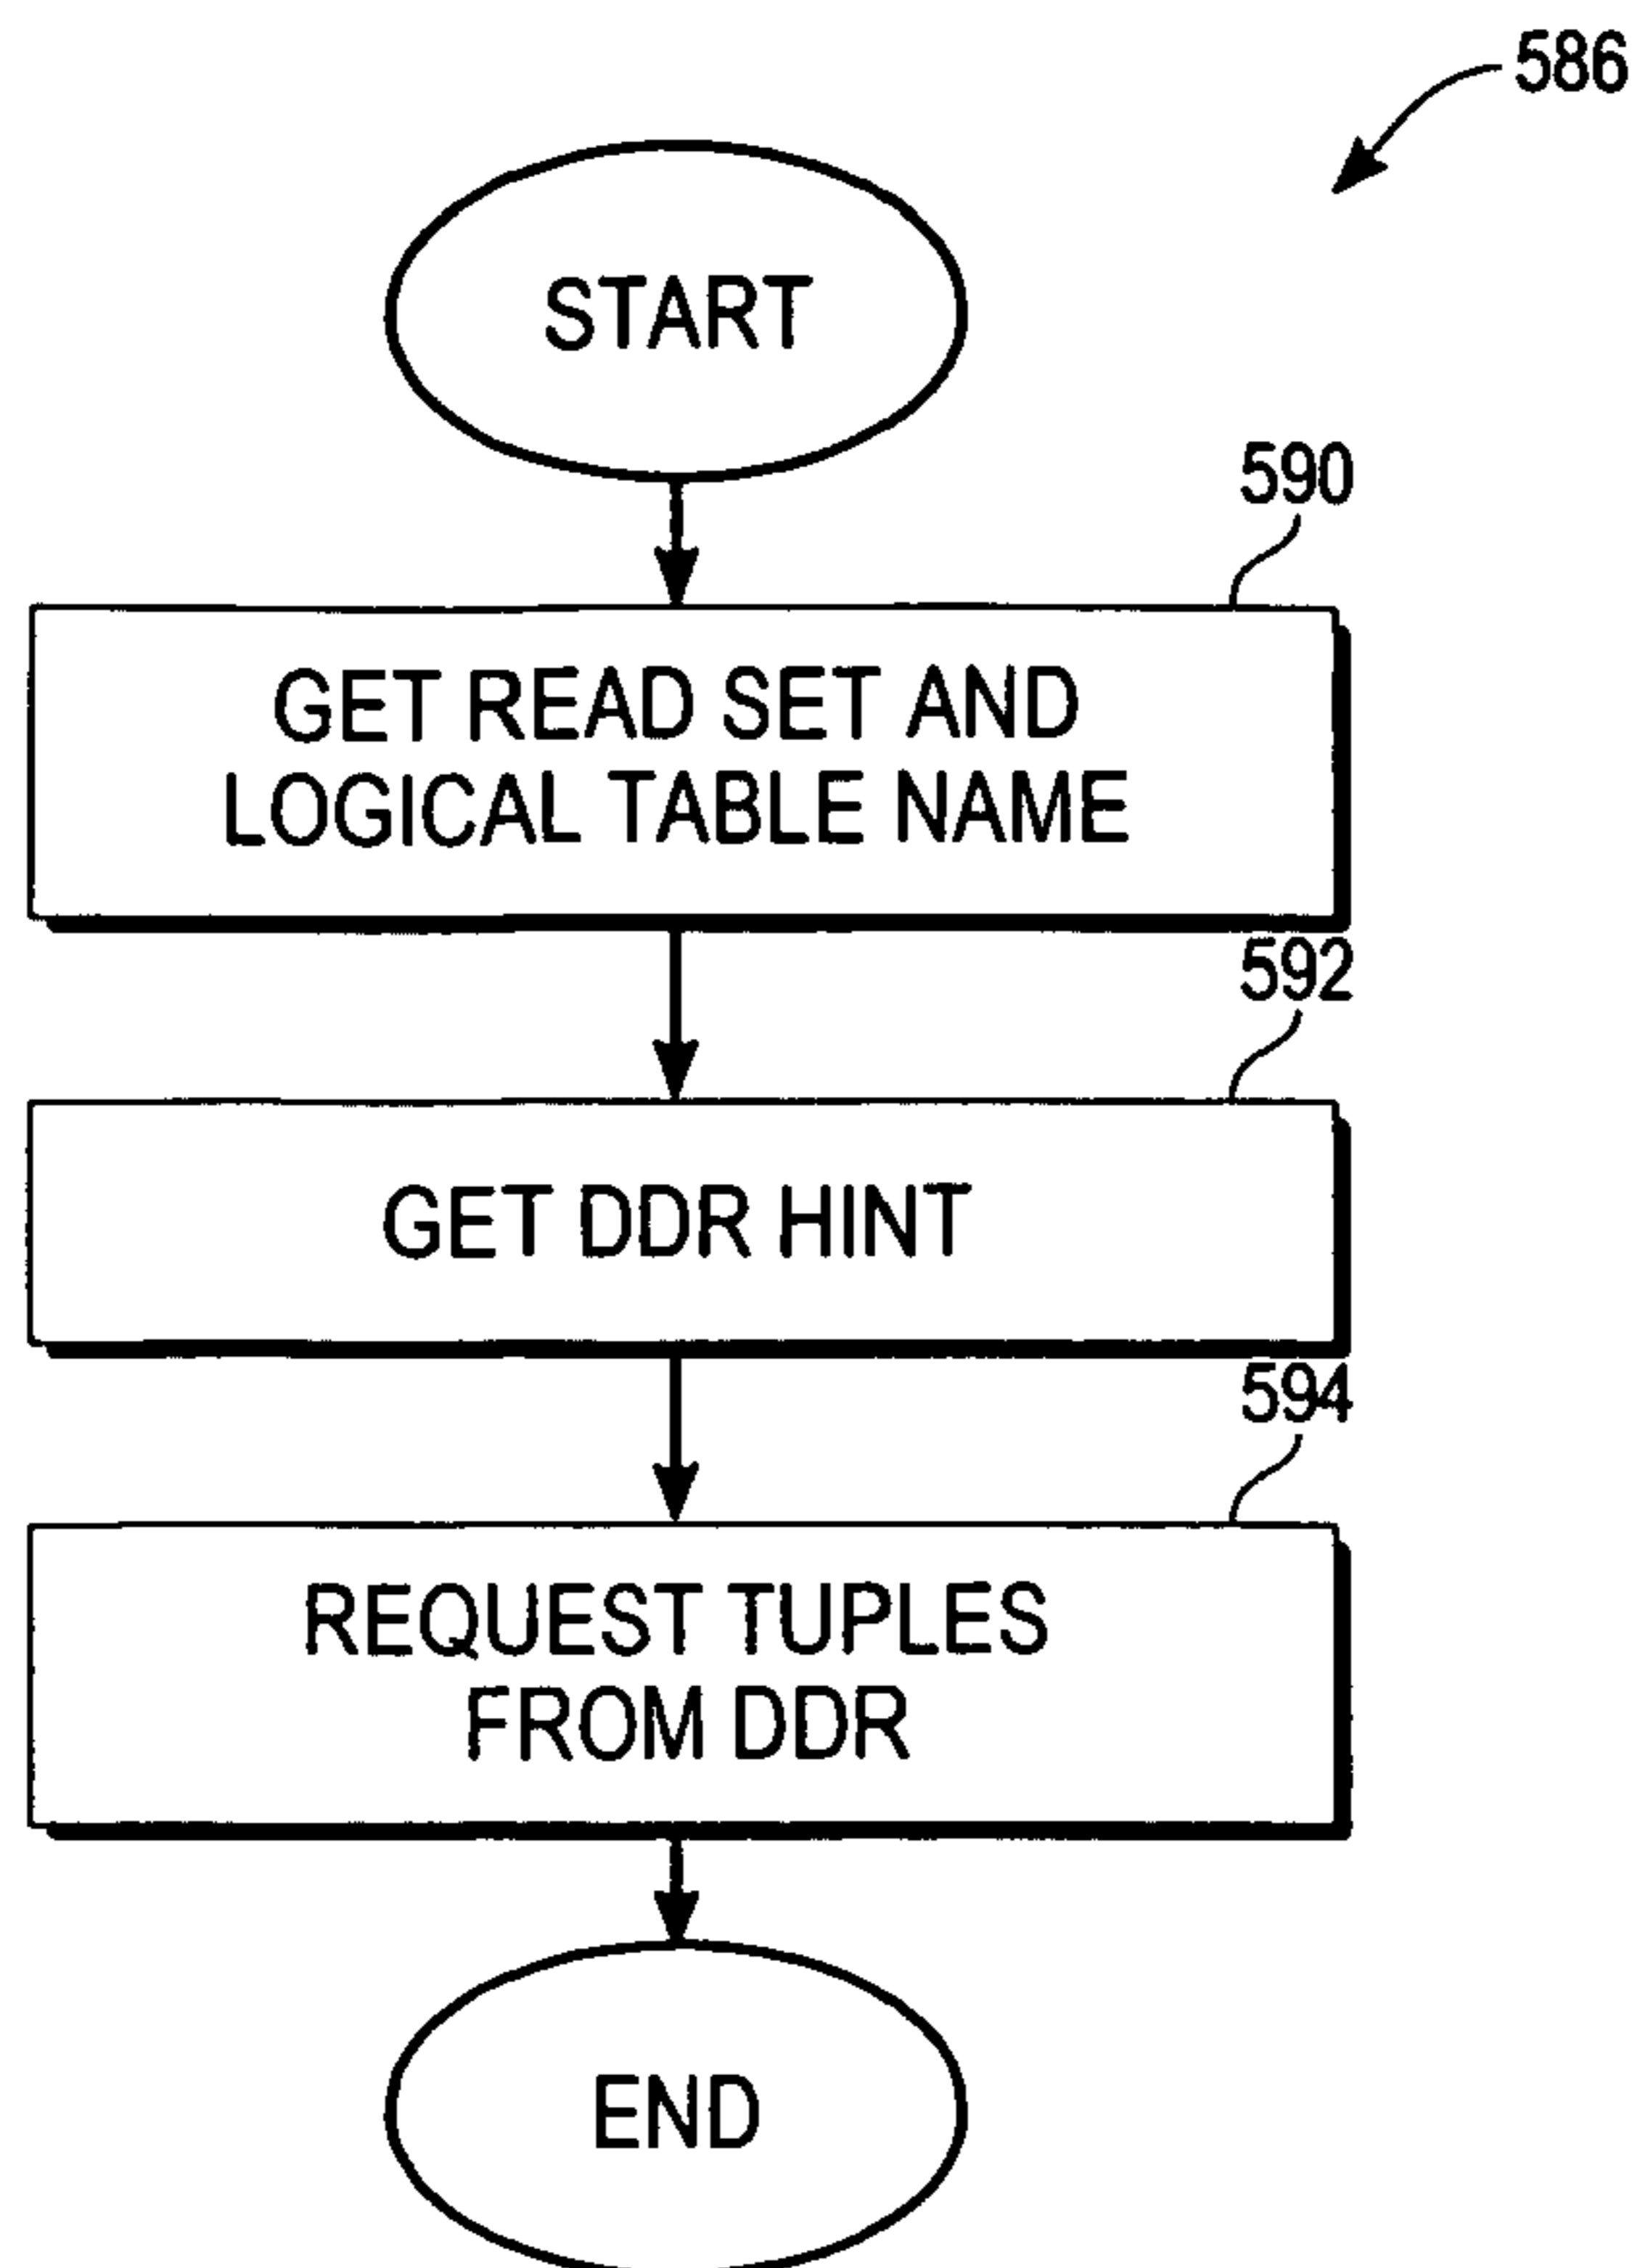 586
START
590
GET READ SET AND
LOGICAL TABLE NAME
592
GET DDR HINT
594
REQUEST TUPLES
FROM DDR
END